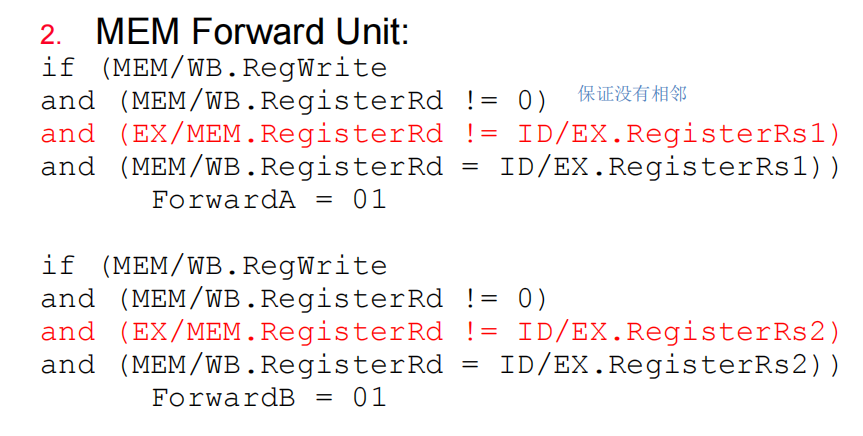 2. MEM Forward Unit:
if (MEM/WB.RegWrite
and (MEM/WB.RegisterRd != 0) 保证没有相邻
and (EX/MEM.RegisterRd != ID/EX.RegisterRs1)
and (MEM/WB.RegisterRd = ID/EX.RegisterRs1))
ForwardA = 01
if (MEM/WB.RegWrite
and (MEM/WB.RegisterRd != 0)
and (EX/MEM.RegisterRd != ID/EX.RegisterRs2)
and (MEM/WB.RegisterRd = ID/EX.RegisterRs2))
ForwardB = 01